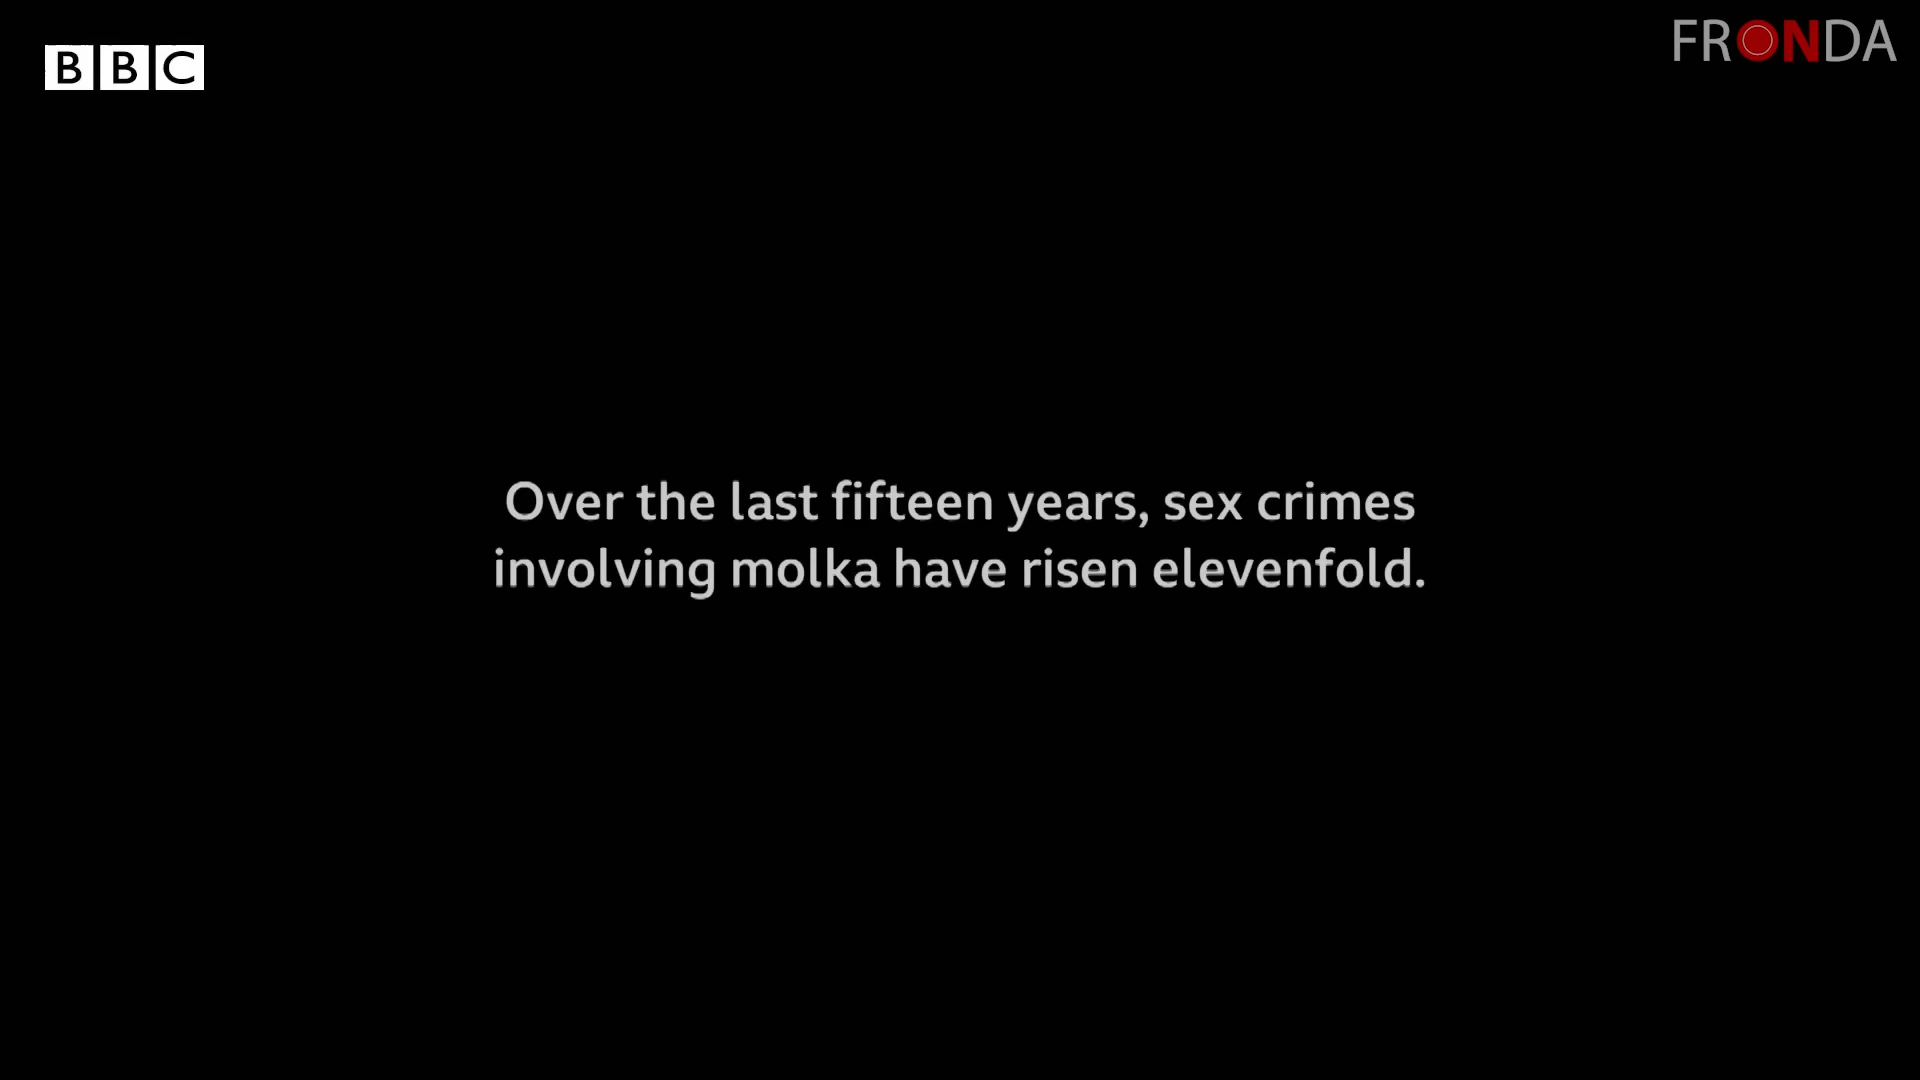 BBC
FRONDA
Over the last fifteen years, sex crimes
involving molka have risen elevenfold.